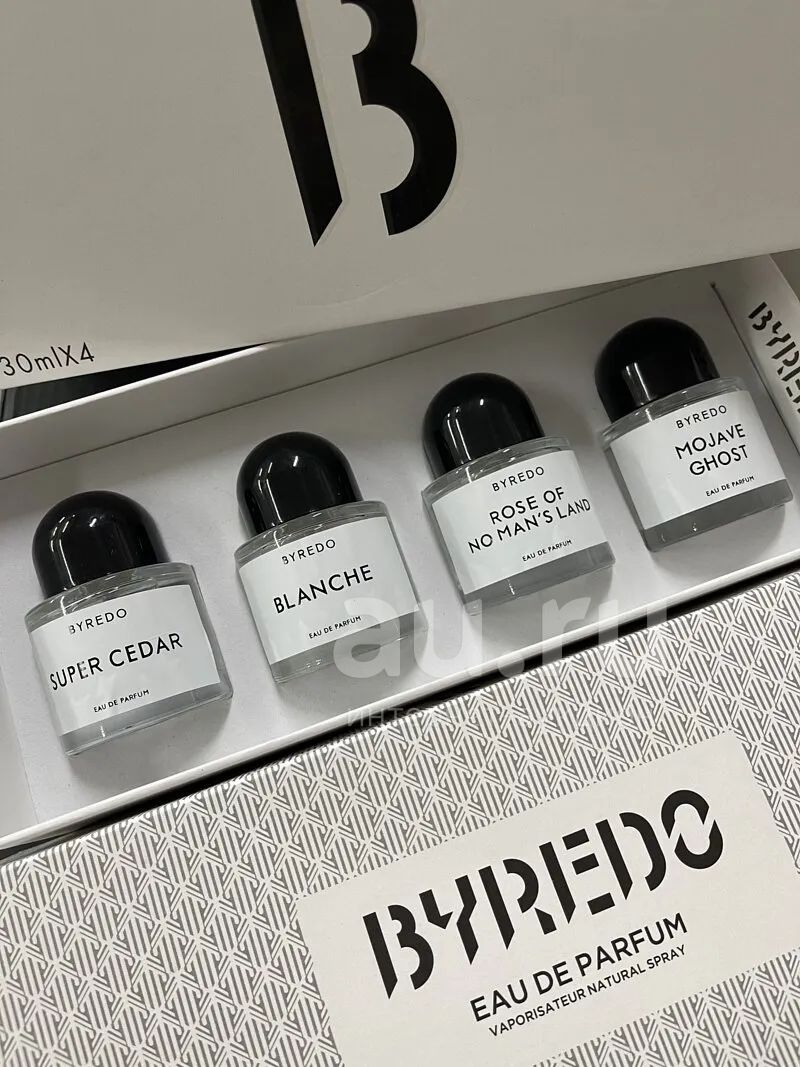 B
30mlX4
BYRE
BYREDO
MOJAVE
GHOST
EAU DE PARFUM
BYREDO
ROSE OF
NO MAN'S LAND
EAU DE PARFUM
BYREDO
BLANCHE
EAU DE PARFUM
BYREDO
SUPER CEDAR
EAU DE PARFUM
au.ru
BYREDO
EAU DE PARFUM
VAPORISATEUR NATURAL SPRAY